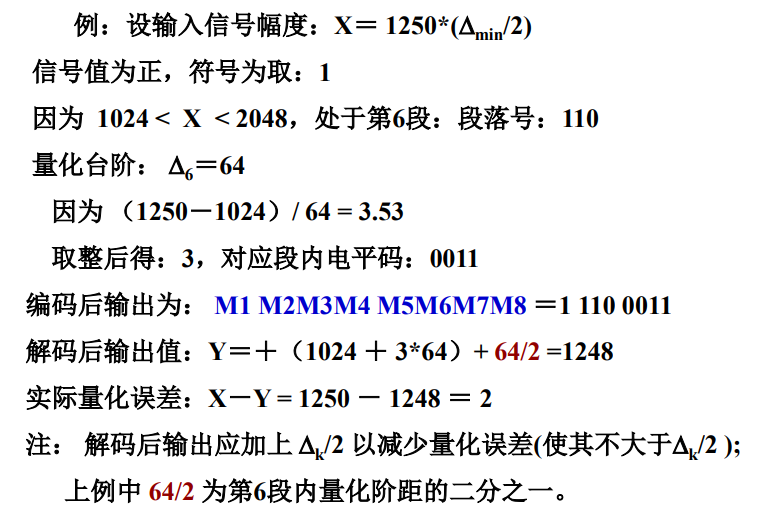 例：设输入信号幅度：X＝ 1250*(Δmin/2)
信号值为正，符号为取：1
因为 1024 < X < 2048，处于第6段：段落号：110
量化台阶： Δ6＝64
因为 （1250－1024）/ 64 = 3.53
取整后得：3，对应段内电平码：0011
编码后输出为： M1 M2M3M4 M5M6M7M8 ＝1 110 0011
解码后输出值：Y＝＋（1024 ＋ 3*64）+ 64/2 =1248
实际量化误差：X－Y = 1250 － 1248 ＝ 2
注： 解码后输出应加上 Δk/2 以减少量化误差(使其不大于Δk/2 );
上例中 64/2 为第6段内量化阶距的二分之一。